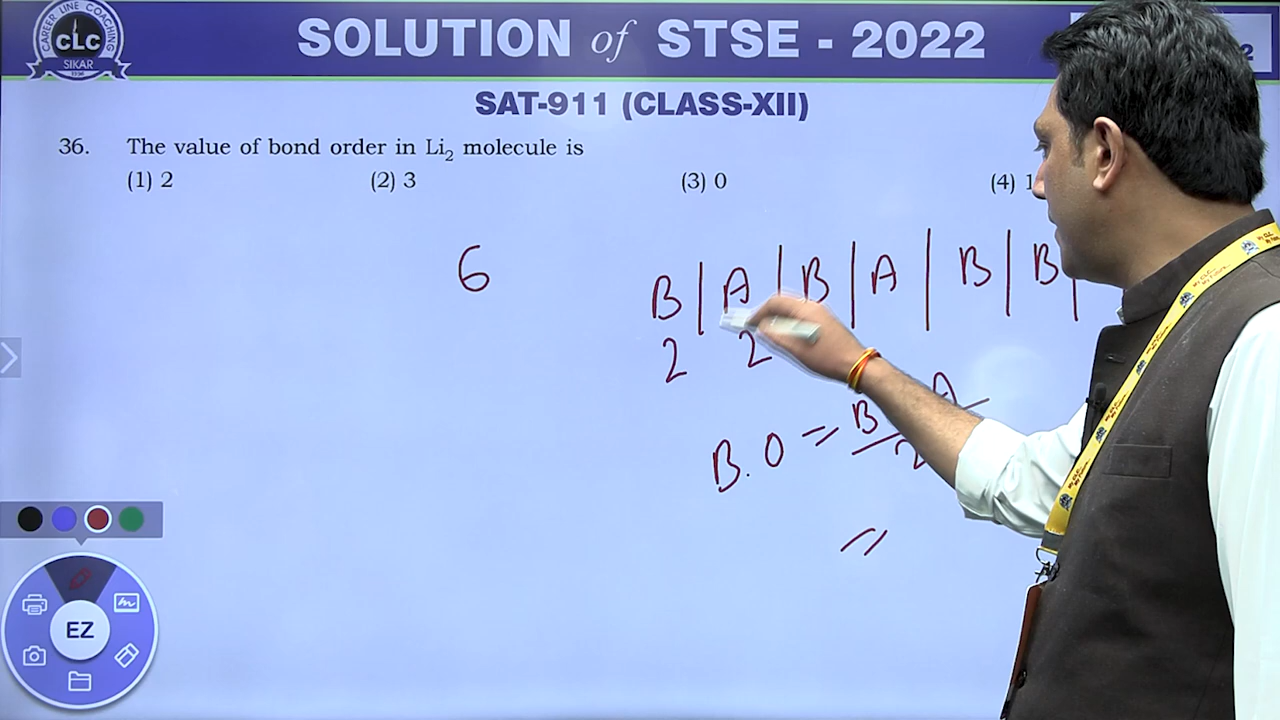 CAREER LINE COACHING
CLC
SIKAR
SOLUTION of STSE - 2022
2
SAT-911 (CLASS-XII)
36. The value of bond order in Li₂ molecule is
(1) 2 (2) 3 (3) 0 (4) 1
6
B | A | B | A | B | B |
2 2
B.O = B A
2
=
EZ